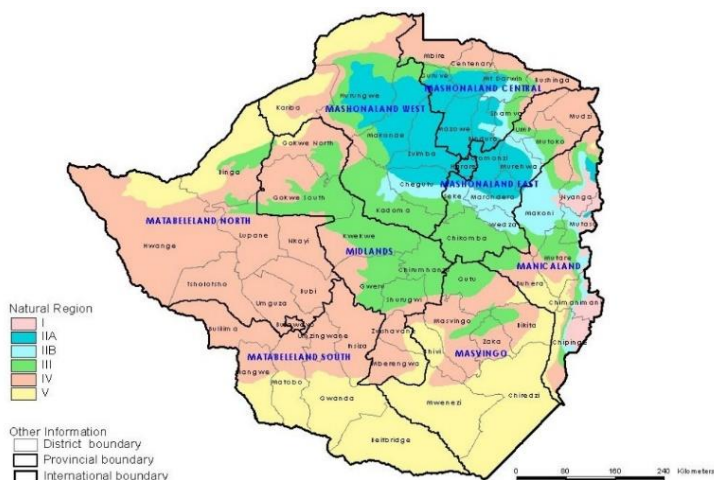 Mbire
Centenary
Guruve
Mt Darwin
Rushinga
MASHONALAND CENTRAL
Hurungwe
Kariba
MASHONALAND WEST
Shamva
Mudzi
UMP
Makonde
Mazowe
Bindura
Mutoko
Gokwe North
Zvimba
Goromonzi
Murehwa
Harare
Binga
Chegutu
MASHONALAND EAST
Nyanga
Gokwe South
Seke
Marondera
Makoni
Mutasa
MATABELELAND NORTH
Kadoma
Wedza
Lupane
Nkayi
Kwekwe
Chikomba
Hwange
MIDLANDS
Mutare
Chirumhanzi
MANICALAND
Tsholotsho
Bubi
Gweru
Gutu
Buhera
Umguza
Shurugwi
Chimanimani
Natural Region
I
IIA
IIB
III
IV
V
Bulilima
Bulawayo
Umzingwane
Zvishavane
Masvingo
Bikita
Insiza
Zaka
Chipinge
MATABELELAND SOUTH
Mberengwa
Chivi
MASVINGO
Mangwe
Matobo
Gwanda
Mwenezi
Chiredzi
Beitbridge
Other Information
District boundary
Provincial boundary
International boundary
0 80 160 240 Kilometers